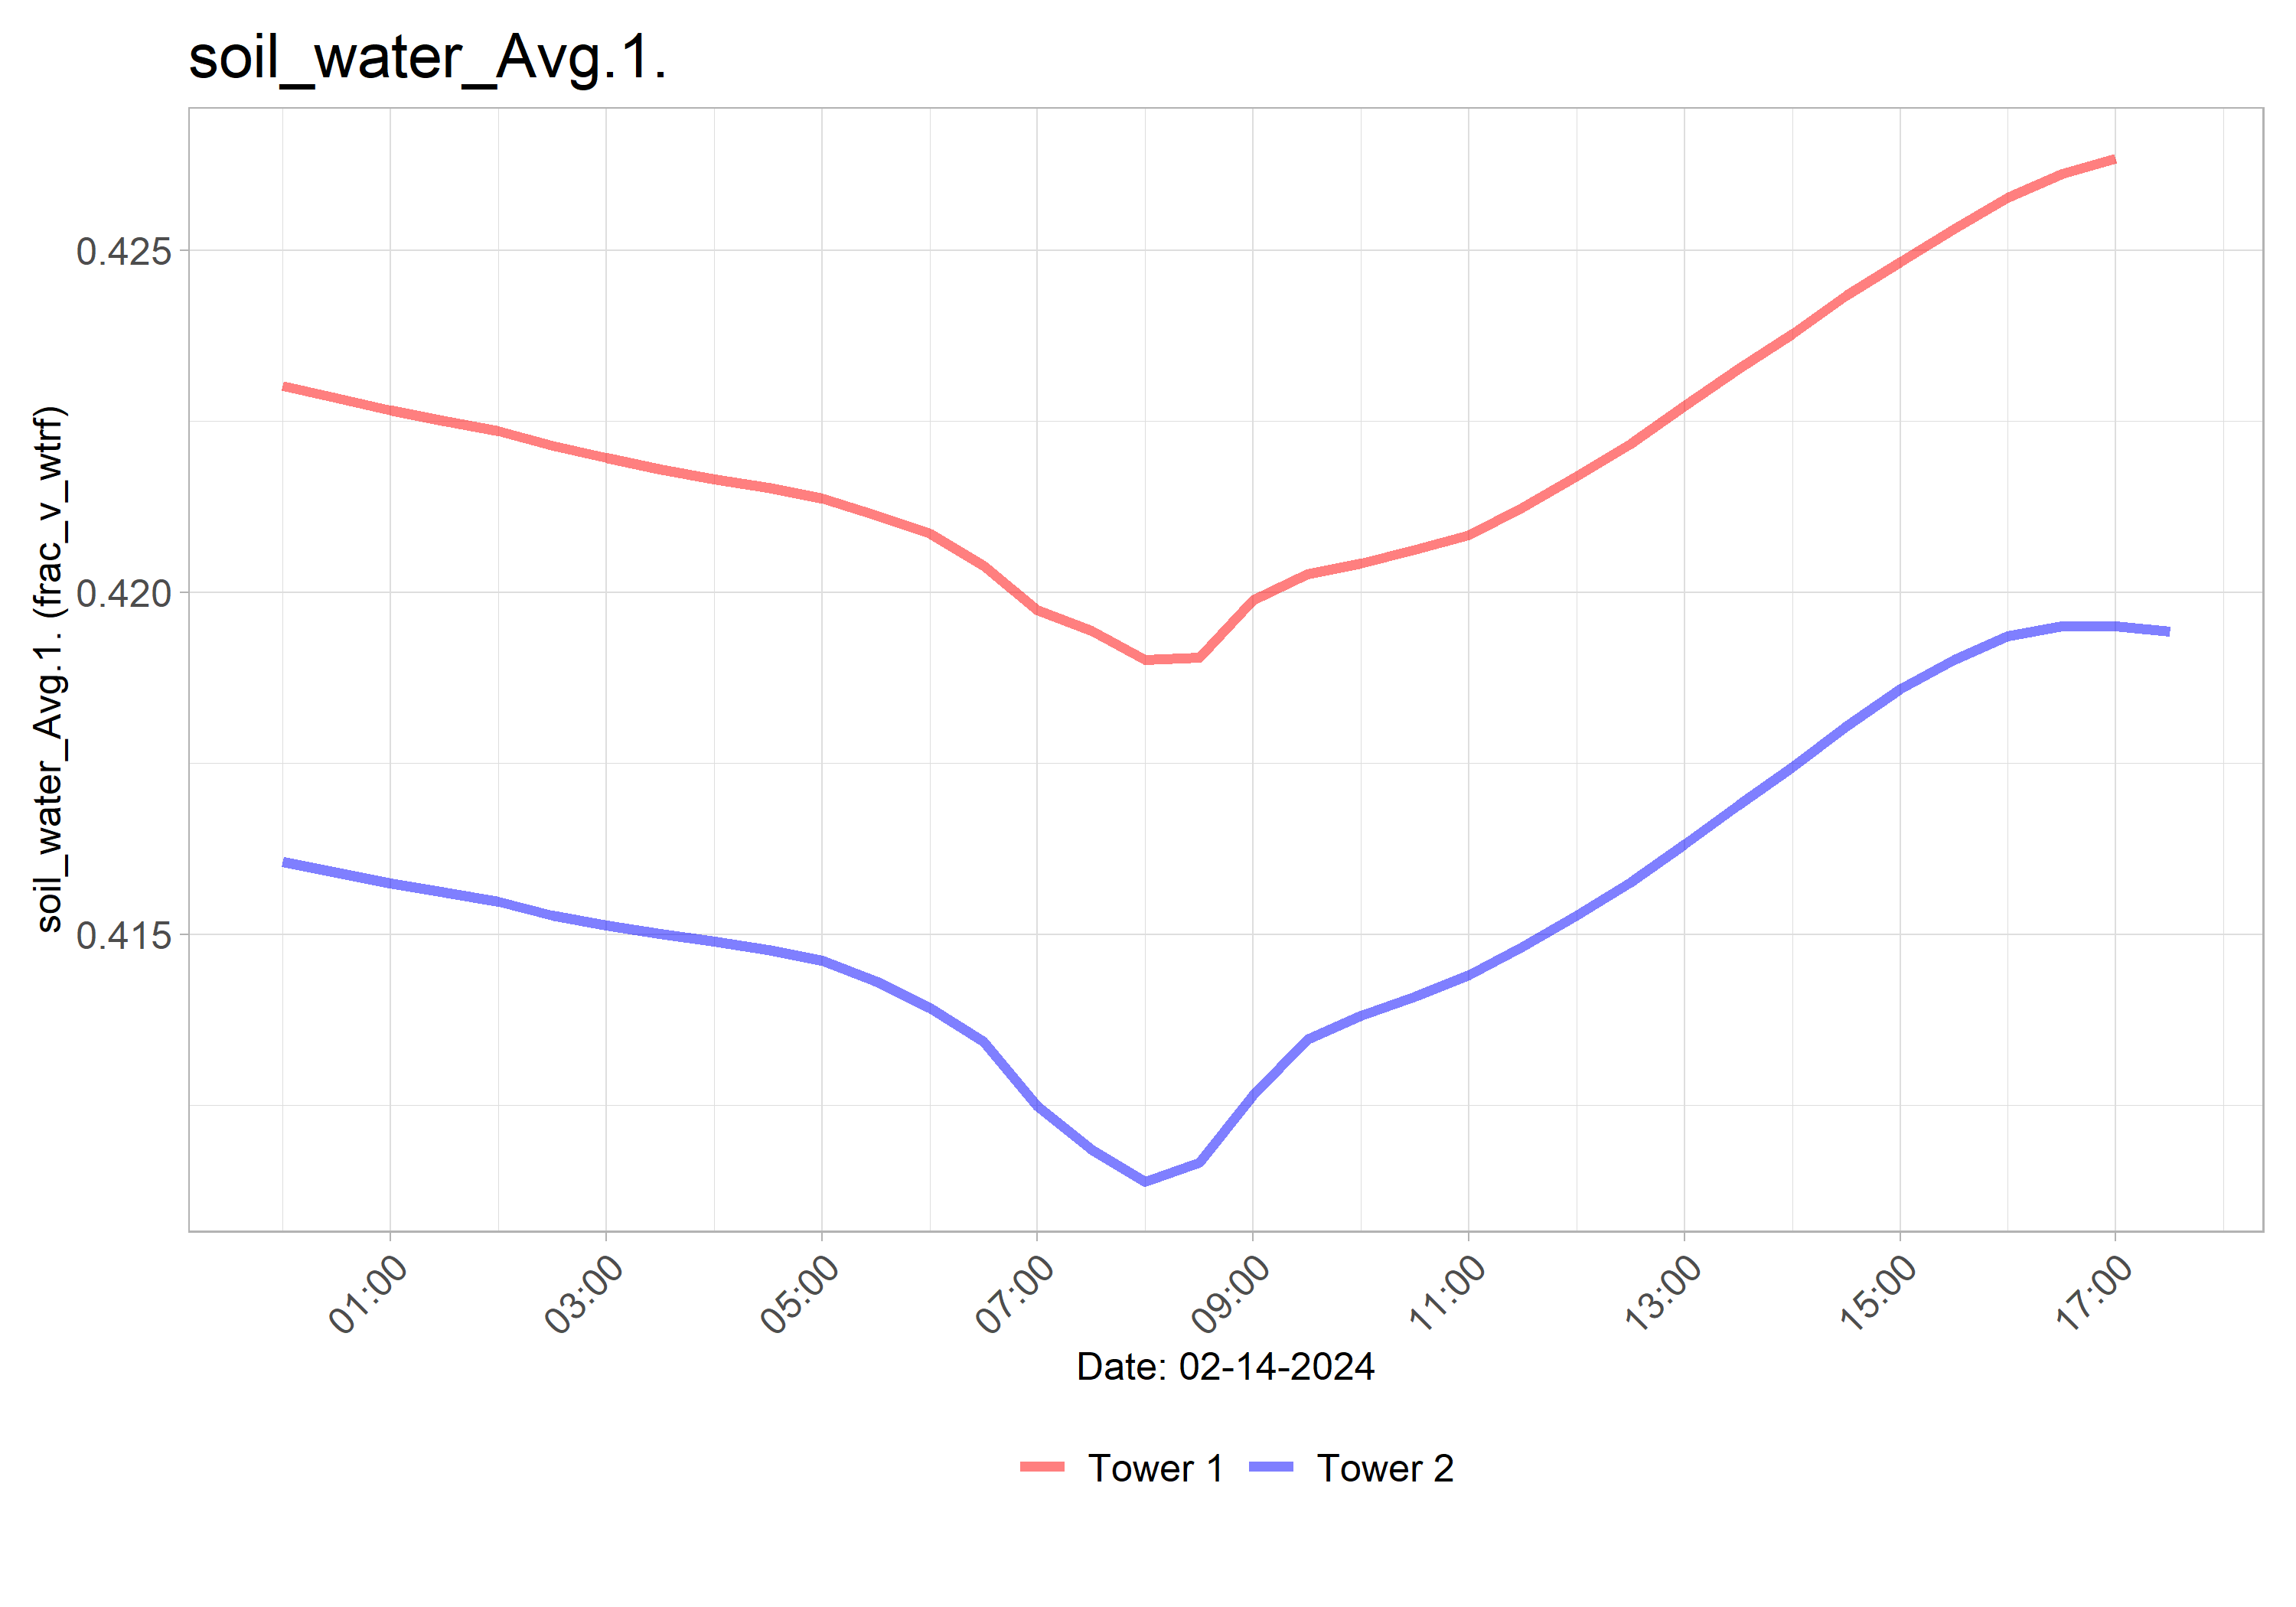 soil_water_Avg.1.
soil_water_Avg.1. (frac_v_wtrf)
0.425
0.420
0.415
01:00
03:00
05:00
07:00
09:00
11:00
13:00
15:00
17:00
Date: 02-14-2024
Tower 1
Tower 2